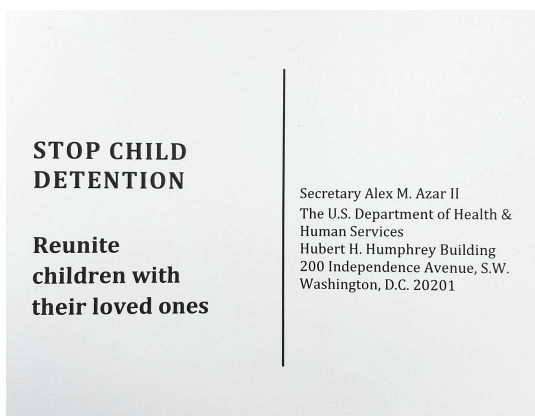 STOP CHILD
DETENTION
Reunite
children with
their loved ones
Secretary Alex M. Azar II
The U.S. Department of Health &
Human Services
Hubert H. Humphrey Building
200 Independence Avenue, S.W.
Washington, D.C. 20201